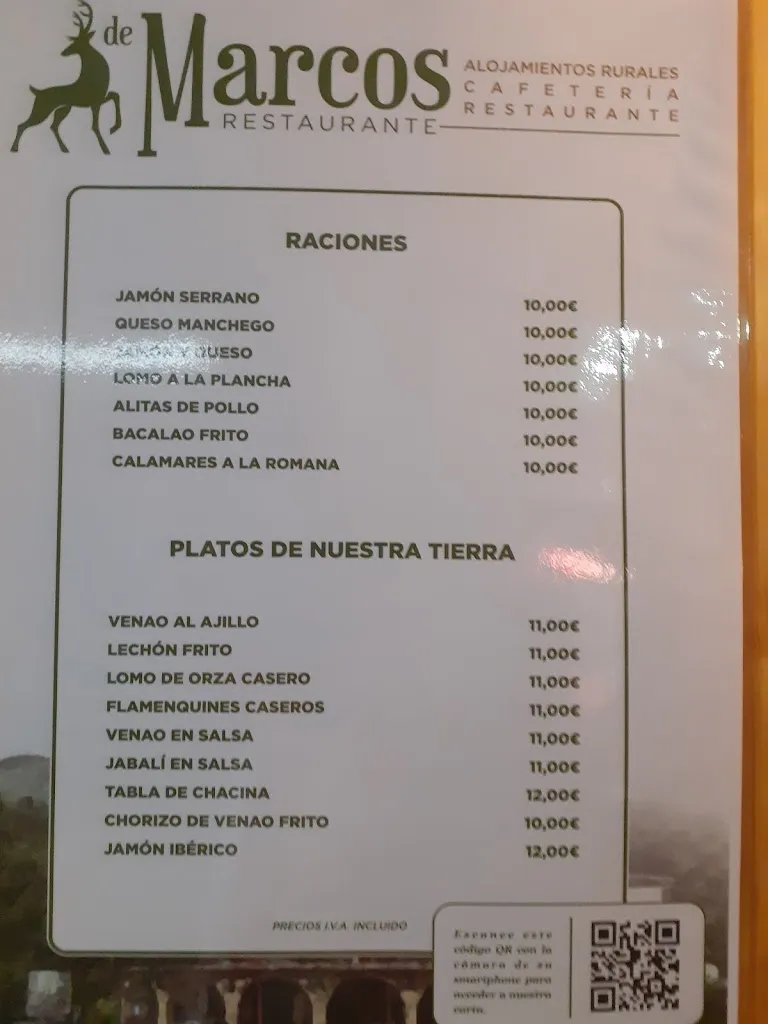 de Marcos
RESTAURANTE
ALOJAMIENTOS RURALES
CAFETERÍA
RESTAURANTE
RACIONES
JAMÓN SERRANO 10,00€
QUESO MANCHEGO 10,00€
JAMÓN Y QUESO 10,00€
LOMO A LA PLANCHA 10,00€
ALITAS DE POLLO 10,00€
BACALAO FRITO 10,00€
CALAMARES A LA ROMANA 10,00€
PLATOS DE NUESTRA TIERRA
VENAO AL AJILLO 11,00€
LECHÓN FRITO 11,00€
LOMO DE ORZA CASERO 11,00€
FLAMENQUINES CASEROS 11,00€
VENAO EN SALSA 11,00€
JABALÍ EN SALSA 11,00€
TABLA DE CHACINA 12,00€
CHORIZO DE VENAO FRITO 10,00€
JAMÓN IBÉRICO 12,00€
PRECIOS I.V.A. INCLUIDO
Escanee este
código QR con la
cámara de su
smartphone para
acceder a nuestra
carta.